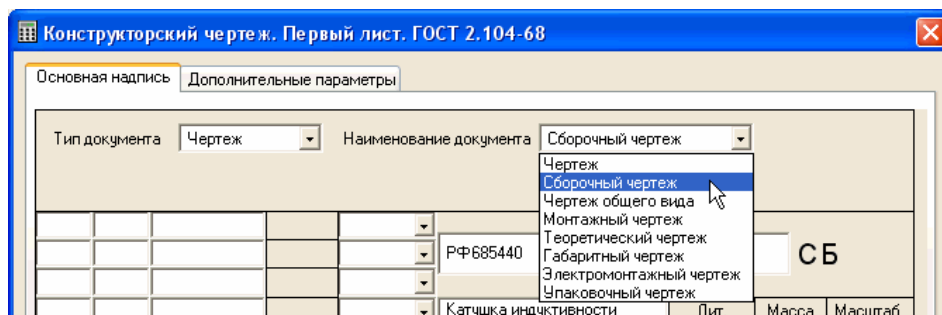 Конструкторский чертеж. Первый лист. ГОСТ 2.104-68
Основная надпись Дополнительные параметры
Тип документа Чертеж Наименование документа Сборочный чертеж
Чертеж
Сборочный чертеж
Чертеж общего вида
Монтажный чертеж
Теоретический чертеж
РФ685440 Габаритный чертеж СБ
Электромонтажный чертеж
Упаковочный чертеж
Катушка индуктивности Лит Масса Масштаб